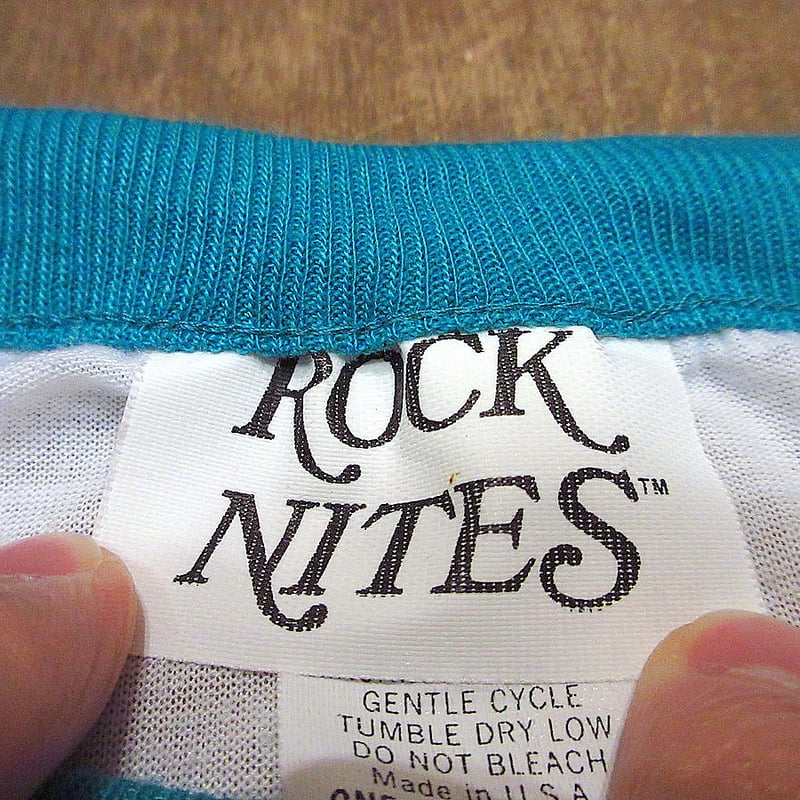 ROCK
NITES™
GENTLE CYCLE
TUMBLE DRY LOW
DO NOT BLEACH
Made in U.S.A